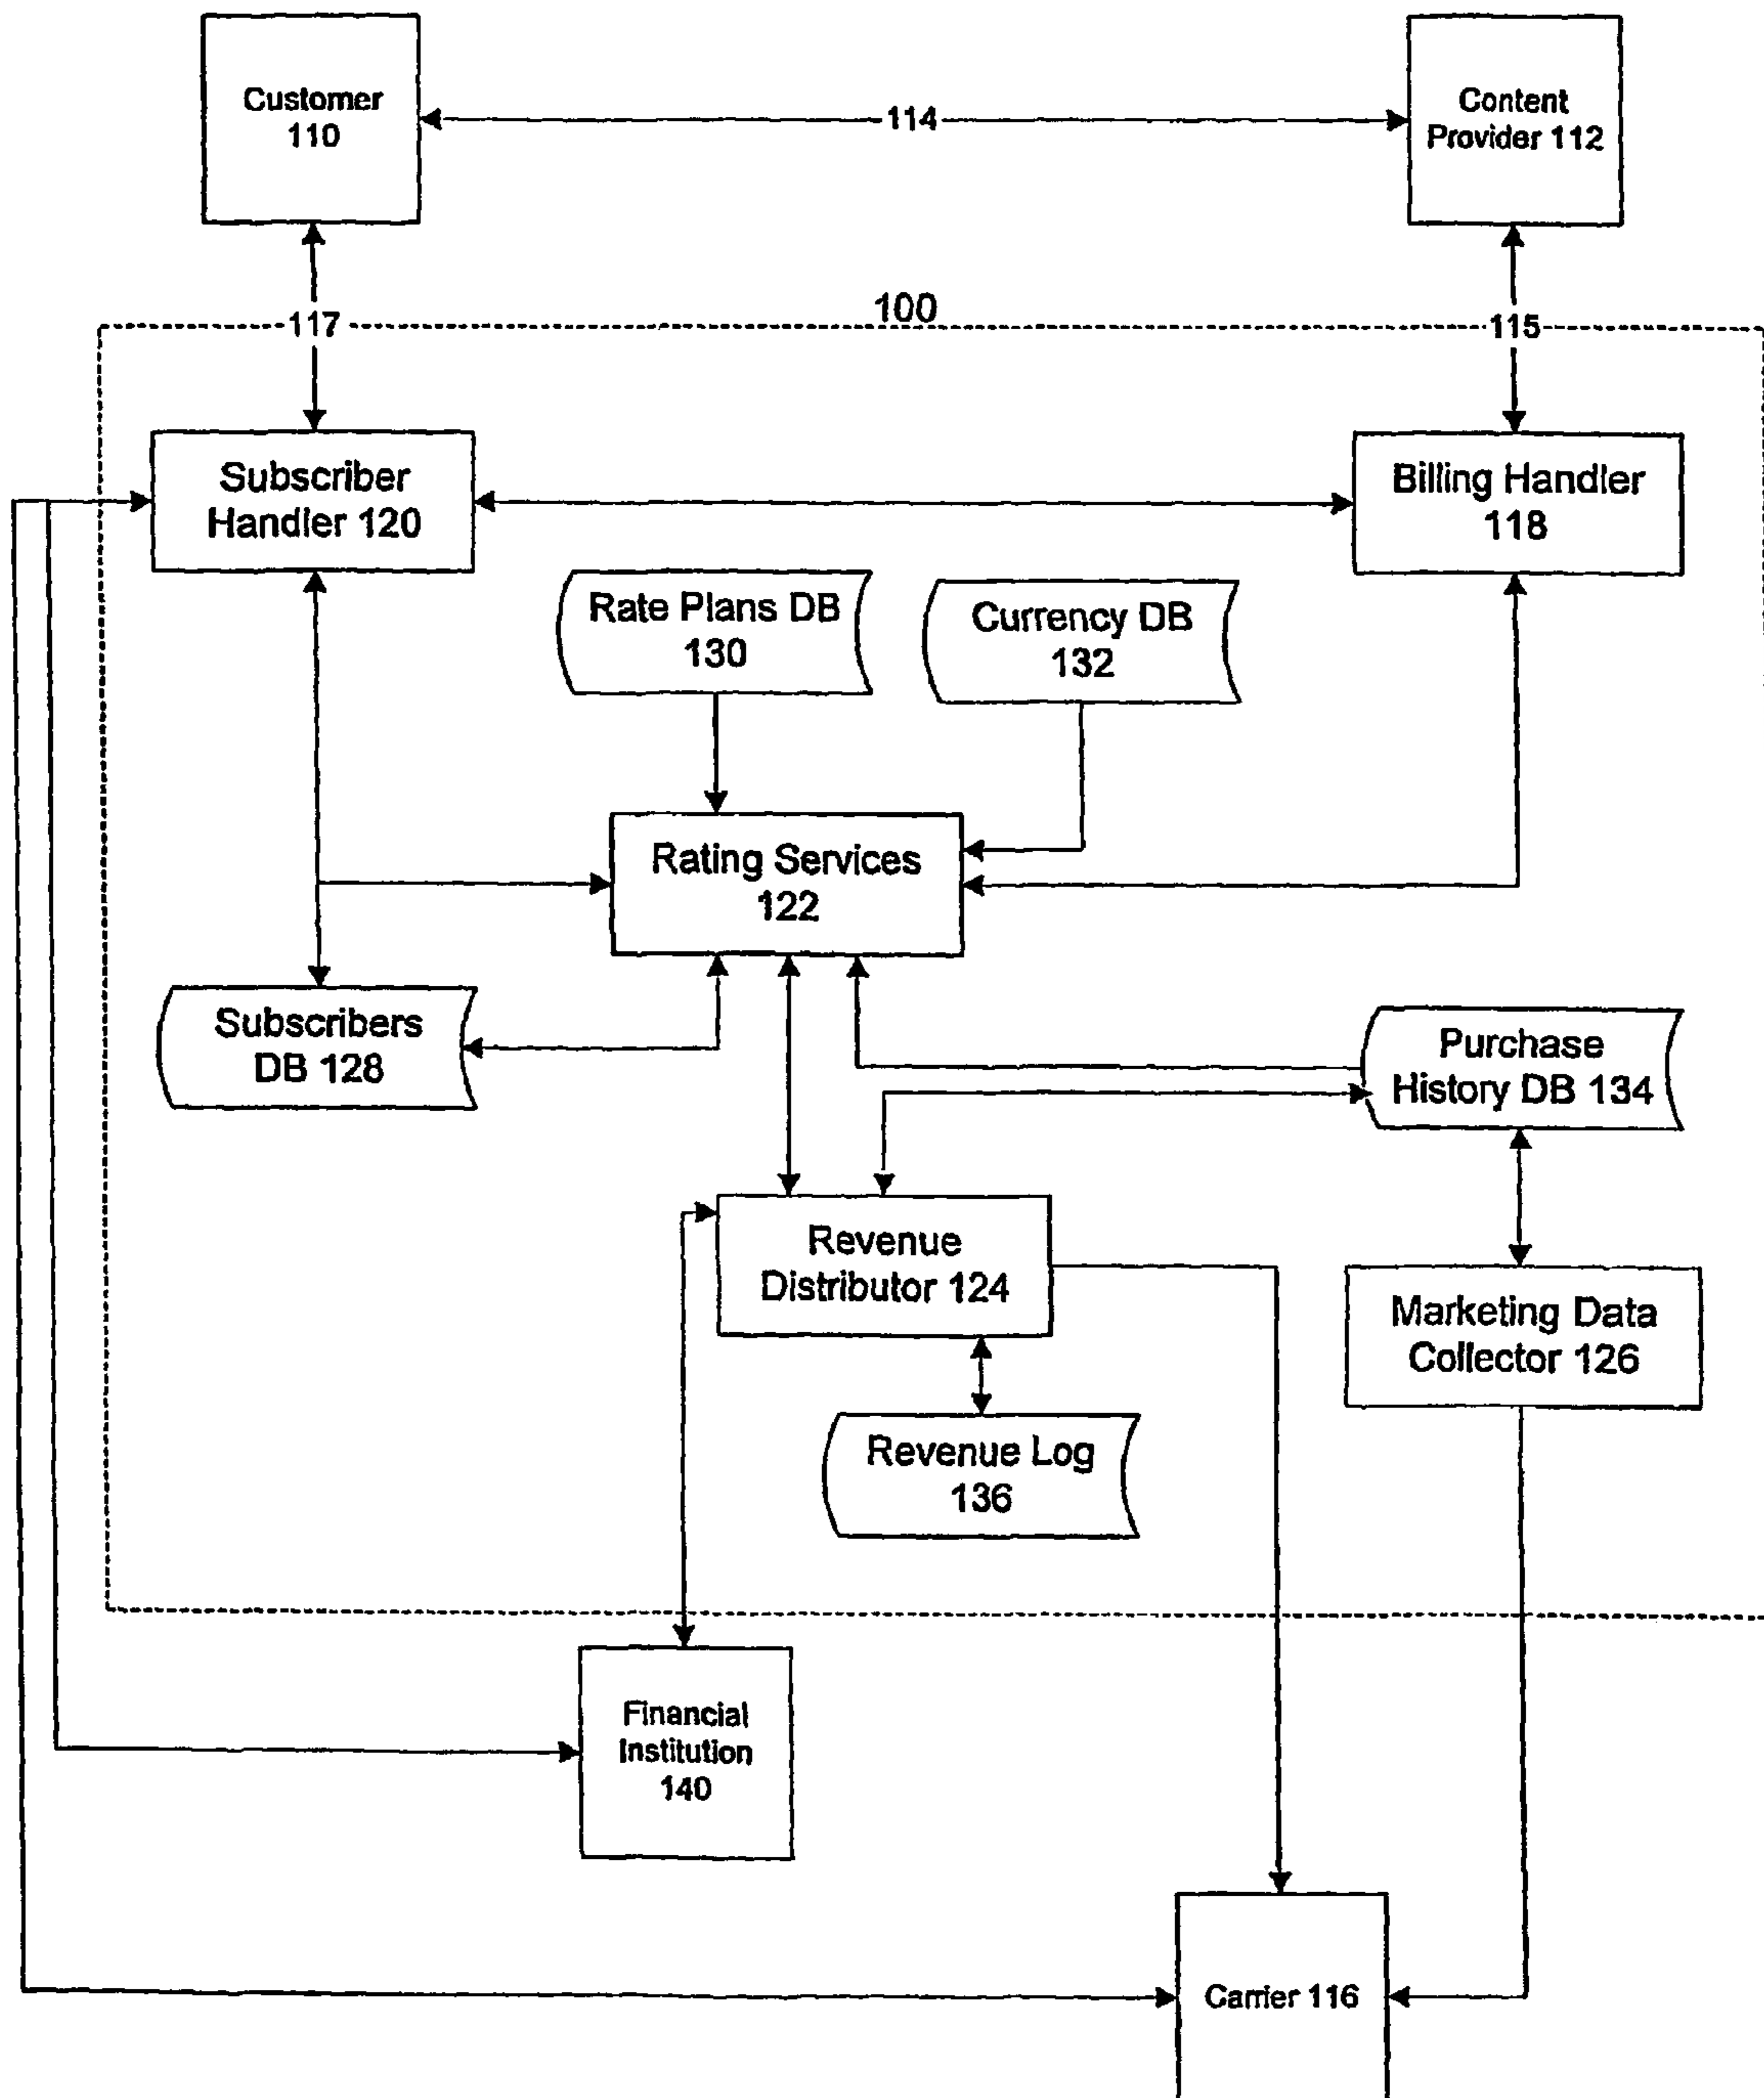 Customer
110
114
Content
Provider 112
100
117
115
Subscriber
Handler 120
Billing Handler
118
Rate Plans DB
130
Currency DB
132
Rating Services
122
Subscribers
DB 128
Purchase
History DB 134
Revenue
Distributor 124
Marketing Data
Collector 126
Revenue Log
136
Financial
Institution
140
Carrier 116